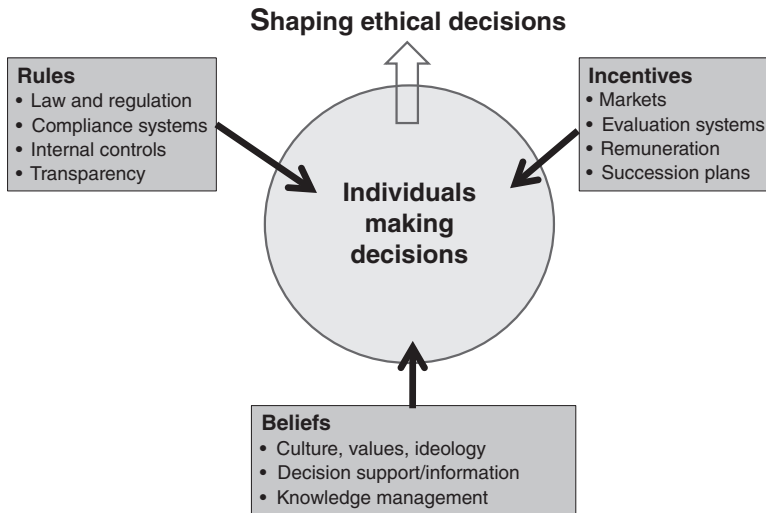 Shaping ethical decisions
Rules
• Law and regulation
• Compliance systems
• Internal controls
• Transparency
Incentives
• Markets
• Evaluation systems
• Remuneration
• Succession plans
Individuals
making
decisions
Beliefs
• Culture, values, ideology
• Decision support/information
• Knowledge management